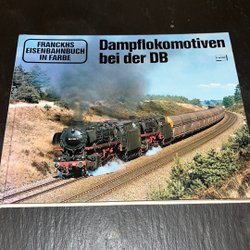 FRANCKHS
EISENBAHNBUCH
IN FARBE
Dampflokomotiven
bei der DB